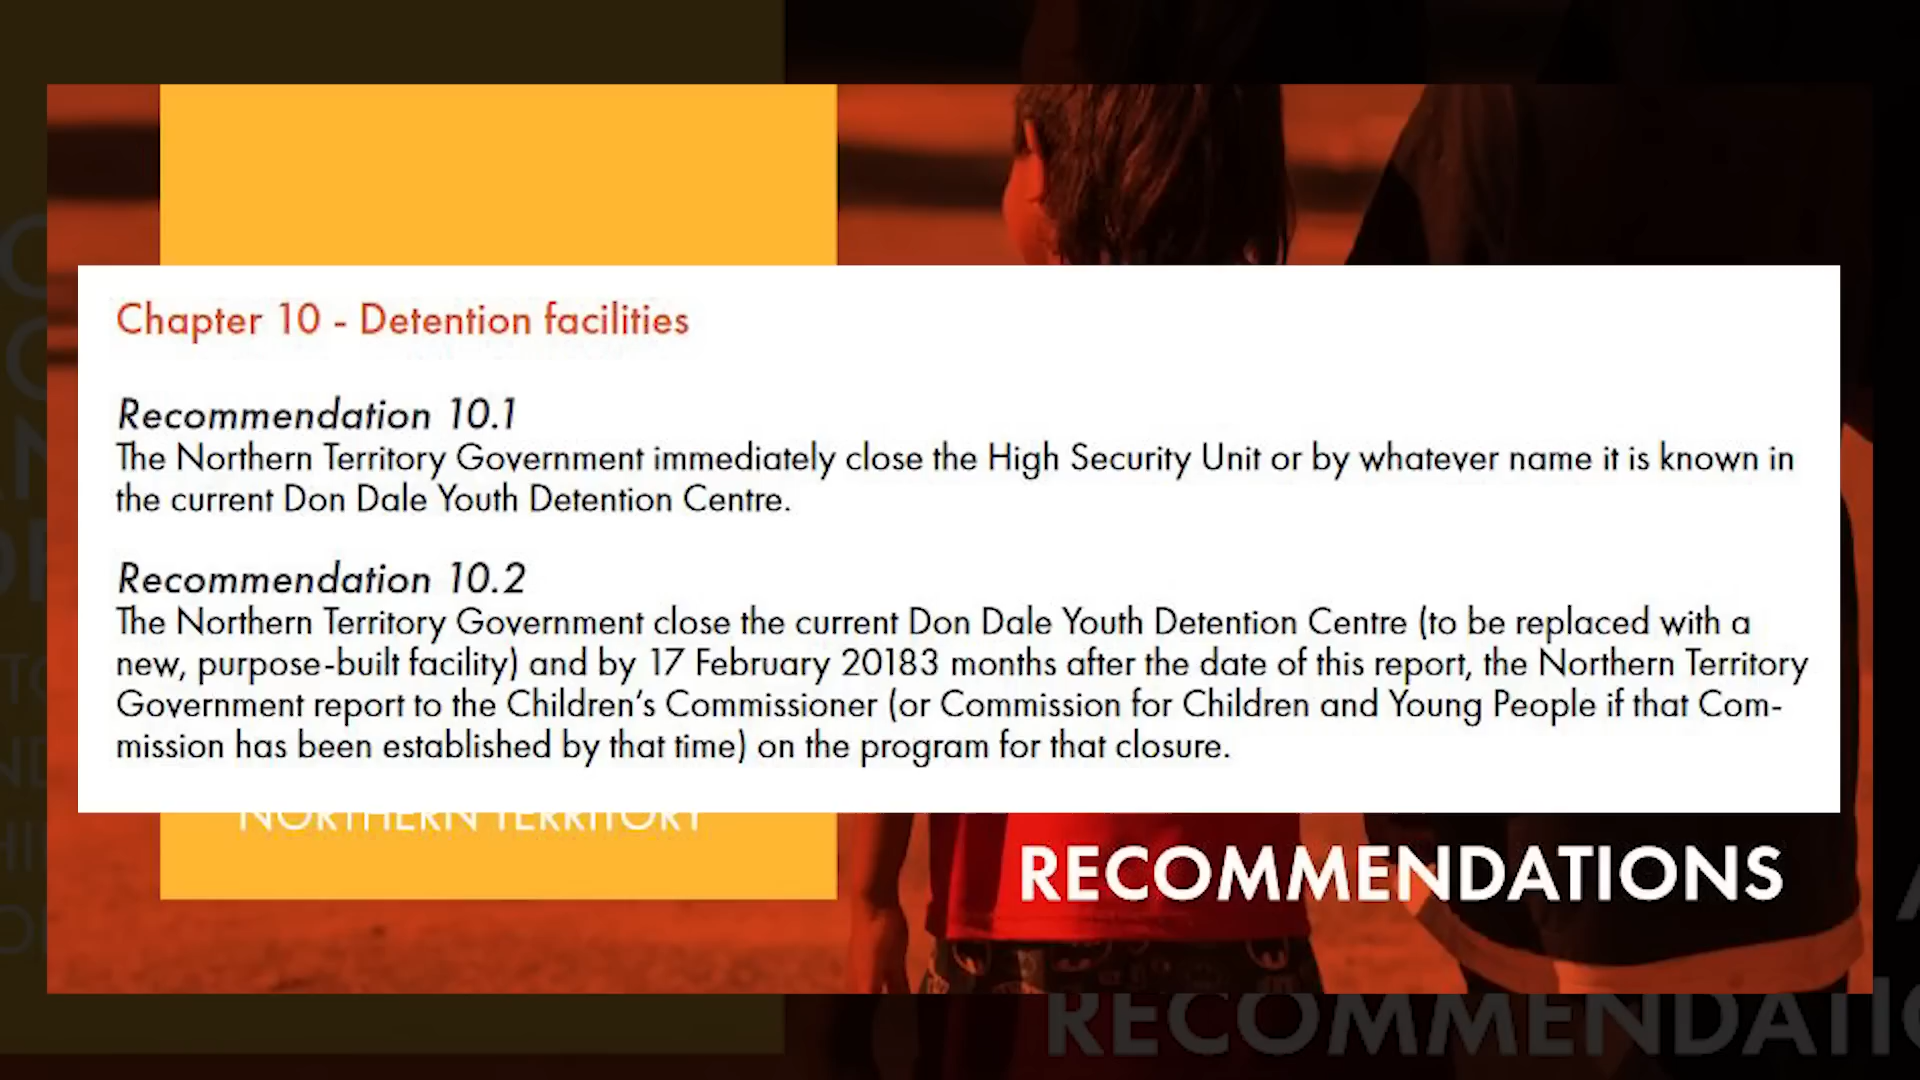 Chapter 10 - Detention facilities
Recommendation 10.1
The Northern Territory Government immediately close the High Security Unit or by whatever name it is known in
the current Don Dale Youth Detention Centre.
Recommendation 10.2
The Northern Territory Government close the current Don Dale Youth Detention Centre (to be replaced with a
new, purpose-built facility) and by 17 February 20183 months after the date of this report, the Northern Territory
Government report to the Children's Commissioner (or Commission for Children and Young People if that Com-
mission has been established by that time) on the program for that closure.
NORTHERN TERRITORY
RECOMMENDATIONS
RECOMMENDATIO